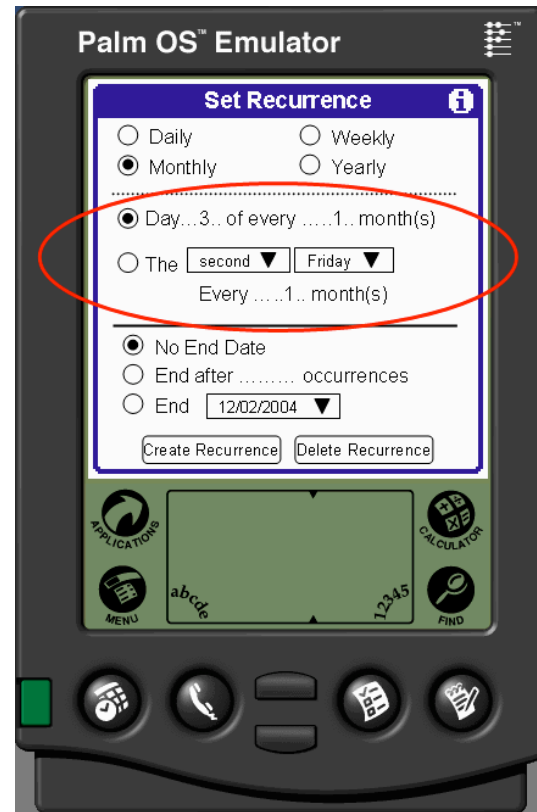 Palm OS™ Emulator
™
Set Recurrence
i
Daily Weekly
Monthly Yearly
Day...3.. of every .....1.. month(s)
The second Friday
Every .....1.. month(s)
No End Date
End after ......... occurrences
End 12/02/2004
Create Recurrence Delete Recurrence
APPLICATIONS
CALCULATOR
MENU
abcde
12345
FIND